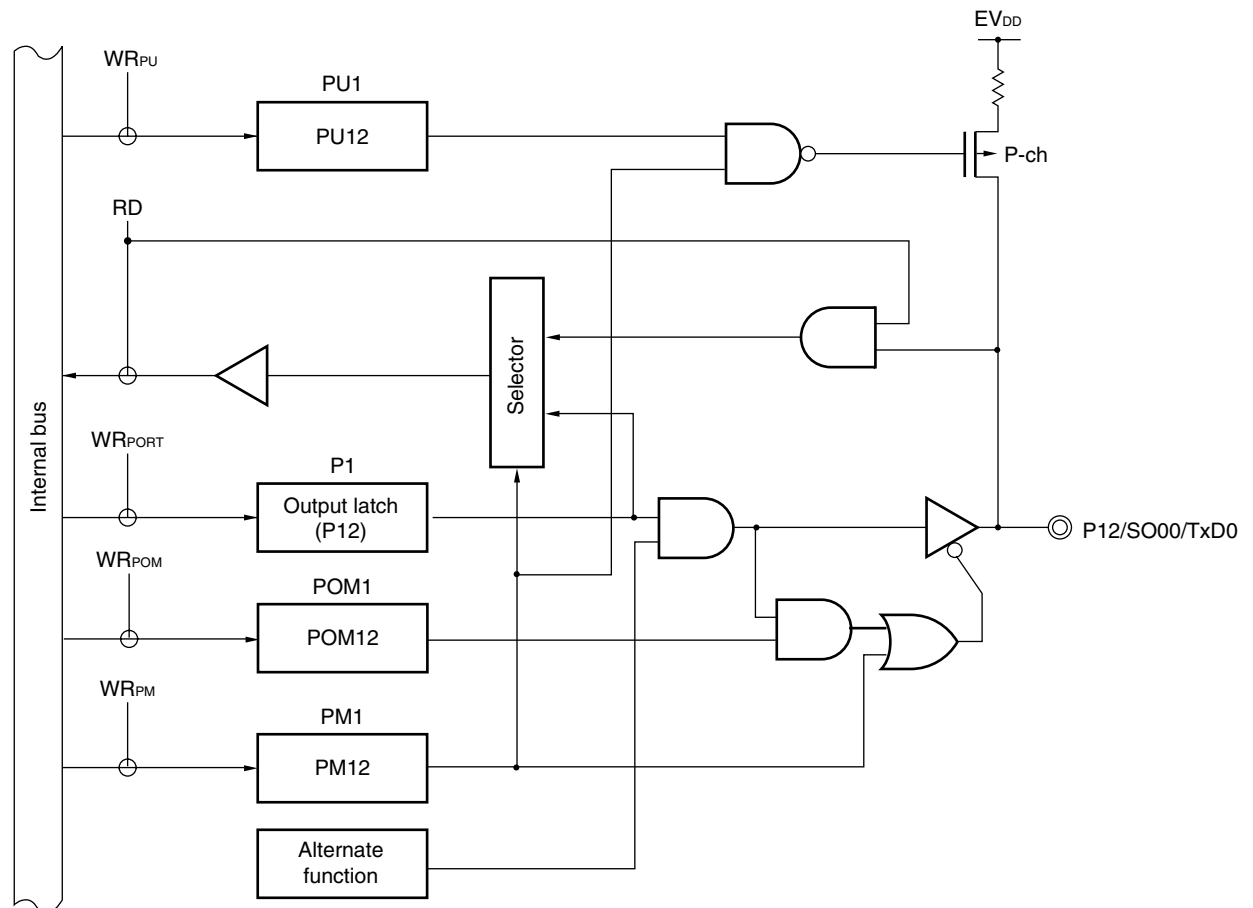 EVDD
WRPU
PU1
PU12
P-ch
RD
Selector
Internal bus
WRPORT
P1
Output latch
(P12)
P12/SO00/TxD0
WRPOM
POM1
POM12
WRPM
PM1
PM12
Alternate
function